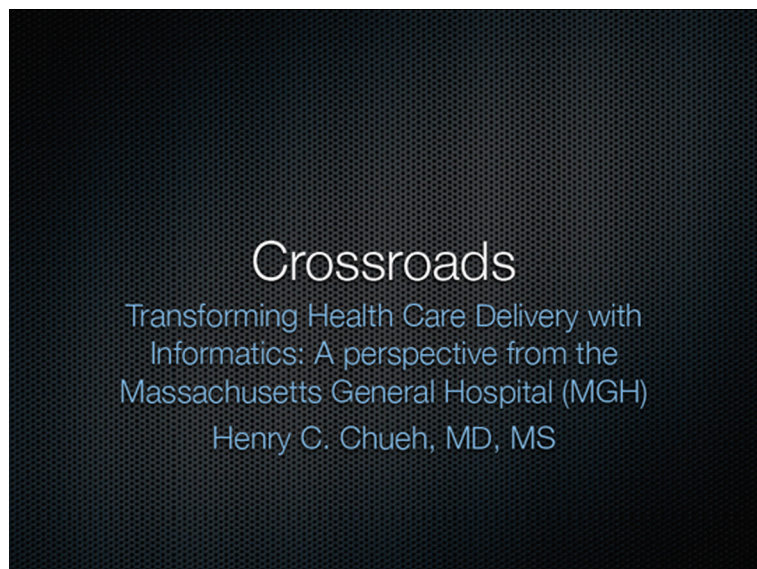 Crossroads
Transforming Health Care Delivery with
Informatics: A perspective from the
Massachusetts General Hospital (MGH)
Henry C. Chueh, MD, MS